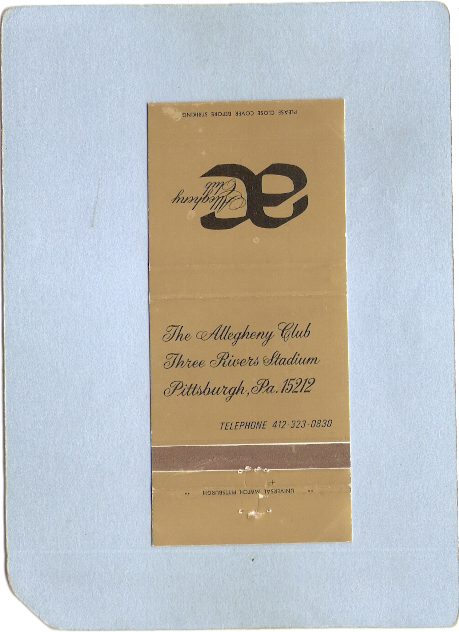 PLEASE CLOSE COVER BEFORE STRIKING
ac
Allegheny
Club
The Allegheny Club
Three Rivers Stadium
Pittsburgh, Pa. 15212
TELEPHONE 412-323-0830
UNIVERSAL MATCH, PITTSBURGH